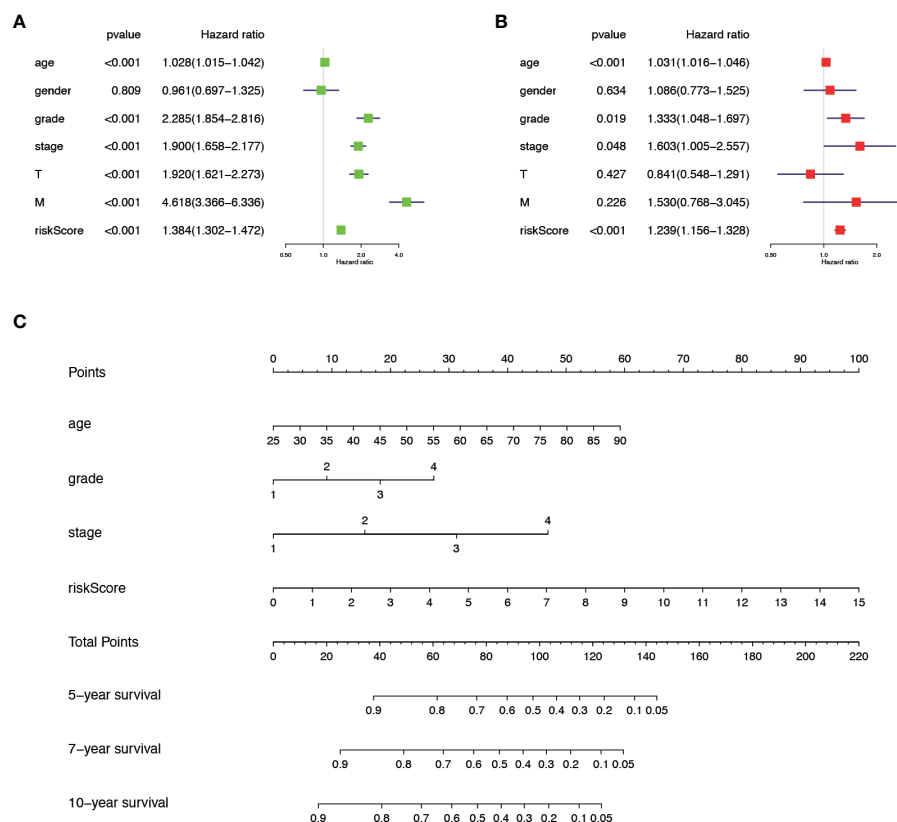 A
pvalue Hazard ratio
age <0.001 1.028(1.015−1.042)
gender 0.809 0.961(0.697−1.325)
grade <0.001 2.285(1.854−2.816)
stage <0.001 1.900(1.658−2.177)
T <0.001 1.920(1.621−2.273)
M <0.001 4.618(3.366−6.336)
riskScore <0.001 1.384(1.302−1.472)
0.50 1.0 2.0 4.0
Hazard ratio
B
pvalue Hazard ratio
age <0.001 1.031(1.016−1.046)
gender 0.634 1.086(0.773−1.525)
grade 0.019 1.333(1.048−1.697)
stage 0.048 1.603(1.005−2.557)
T 0.427 0.841(0.548−1.291)
M 0.226 1.530(0.768−3.045)
riskScore <0.001 1.239(1.156−1.328)
0.50 1.0 2.0
Hazard ratio
C
Points 0 10 20 30 40 50 60 70 80 90 100
age 25 30 35 40 45 50 55 60 65 70 75 80 85 90
grade 1 2 3 4
stage 1 2 3 4
riskScore 0 1 2 3 4 5 6 7 8 9 10 11 12 13 14 15
Total Points 0 20 40 60 80 100 120 140 160 180 200 220
5−year survival 0.9 0.8 0.7 0.6 0.5 0.4 0.3 0.2 0.1 0.05
7−year survival 0.9 0.8 0.7 0.6 0.5 0.4 0.3 0.2 0.1 0.05
10−year survival 0.9 0.8 0.7 0.6 0.5 0.4 0.3 0.2 0.1 0.05